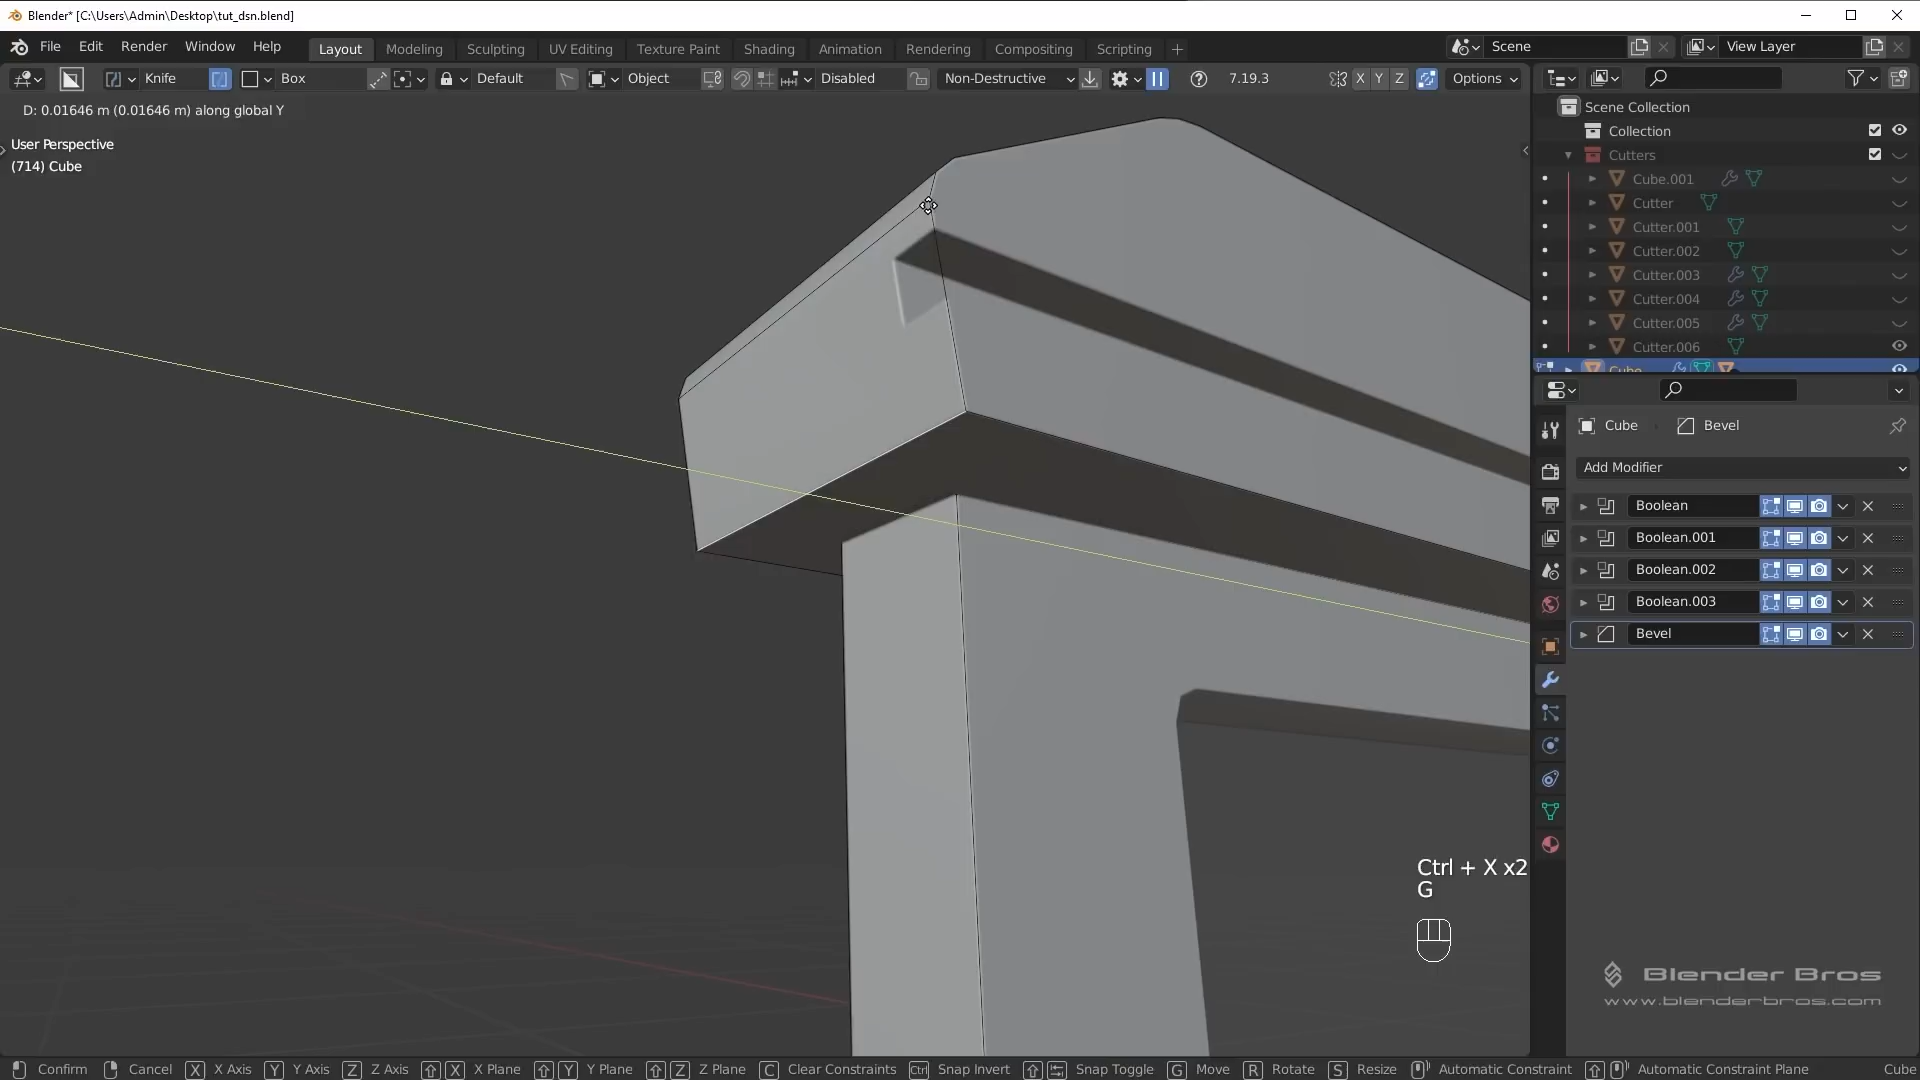 Blender* [C:\Users\Admin\Desktop\tut_dsn.blend]
File Edit Render Window Help Layout Modeling Sculpting UV Editing Texture Paint Shading Animation Rendering Compositing Scripting + Scene View Layer
Knife Box Default Object Disabled Non-Destructive 7.19.3 X Y Z Options
D: 0.01646 m (0.01646 m) along global Y
User Perspective
(714) Cube
Scene Collection
Collection
Cutters
Cube.001
Cutter
Cutter.001
Cutter.002
Cutter.003
Cutter.004
Cutter.005
Cutter.006
Cube
Cube Bevel
Add Modifier
Boolean
Boolean.001
Boolean.002
Boolean.003
Bevel
Ctrl + X x2
G
Blender Bros
www.blenderbros.com
Confirm Cancel X X Axis Y Y Axis Z Z Axis X X Plane Y Y Plane Z Z Plane C Clear Constraints Ctrl Snap Invert Snap Toggle G Move R Rotate S Resize Automatic Constraint Automatic Constraint Plane Cube